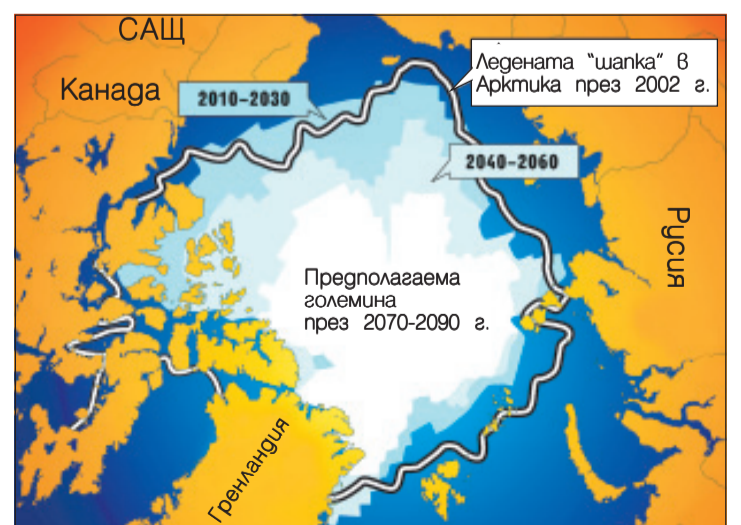 САЩ
Канада
2010–2030
Ледената "шапка" в
Арктика през 2002 г.
2040–2060
Русия
Предполагаема
големина
през 2070-2090 г.
Гренландия